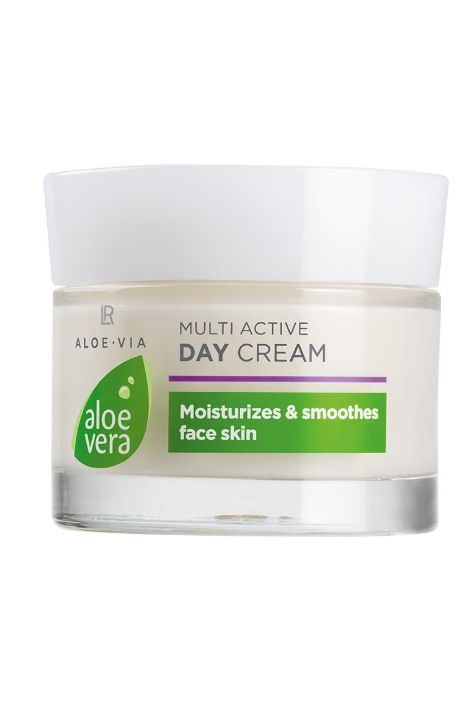 LR
ALOE·VIA
aloe
vera
MULTI ACTIVE
DAY CREAM
Moisturizes & smoothes
face skin